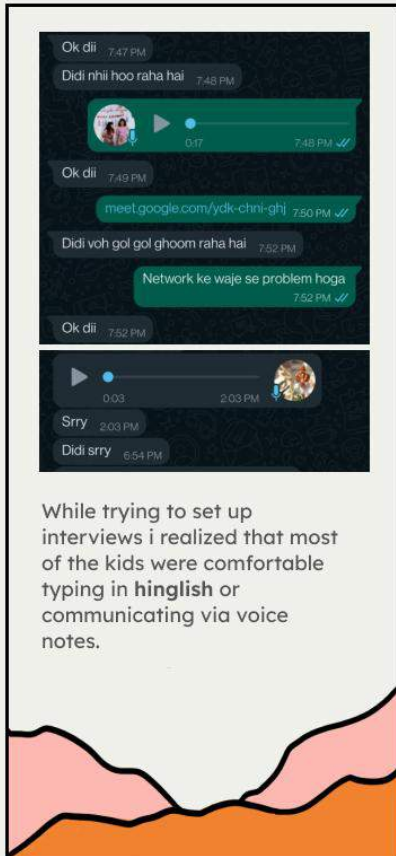 Ok dii 7:47 PM
Didi nhii hoo raha hai 7:48 PM
0:17 7:48 PM
Ok dii 7:49 PM
meet.google.com/ydk-chni-ghj 7:50 PM
Didi voh gol gol ghoom raha hai 7:52 PM
Network ke waje se problem hoga
7:52 PM
Ok dii 7:52 PM
0:03 2:03 PM
Srry 2:03 PM
Didi srry 6:54 PM
While trying to set up
interviews i realized that most
of the kids were comfortable
typing in hinglish or
communicating via voice
notes.